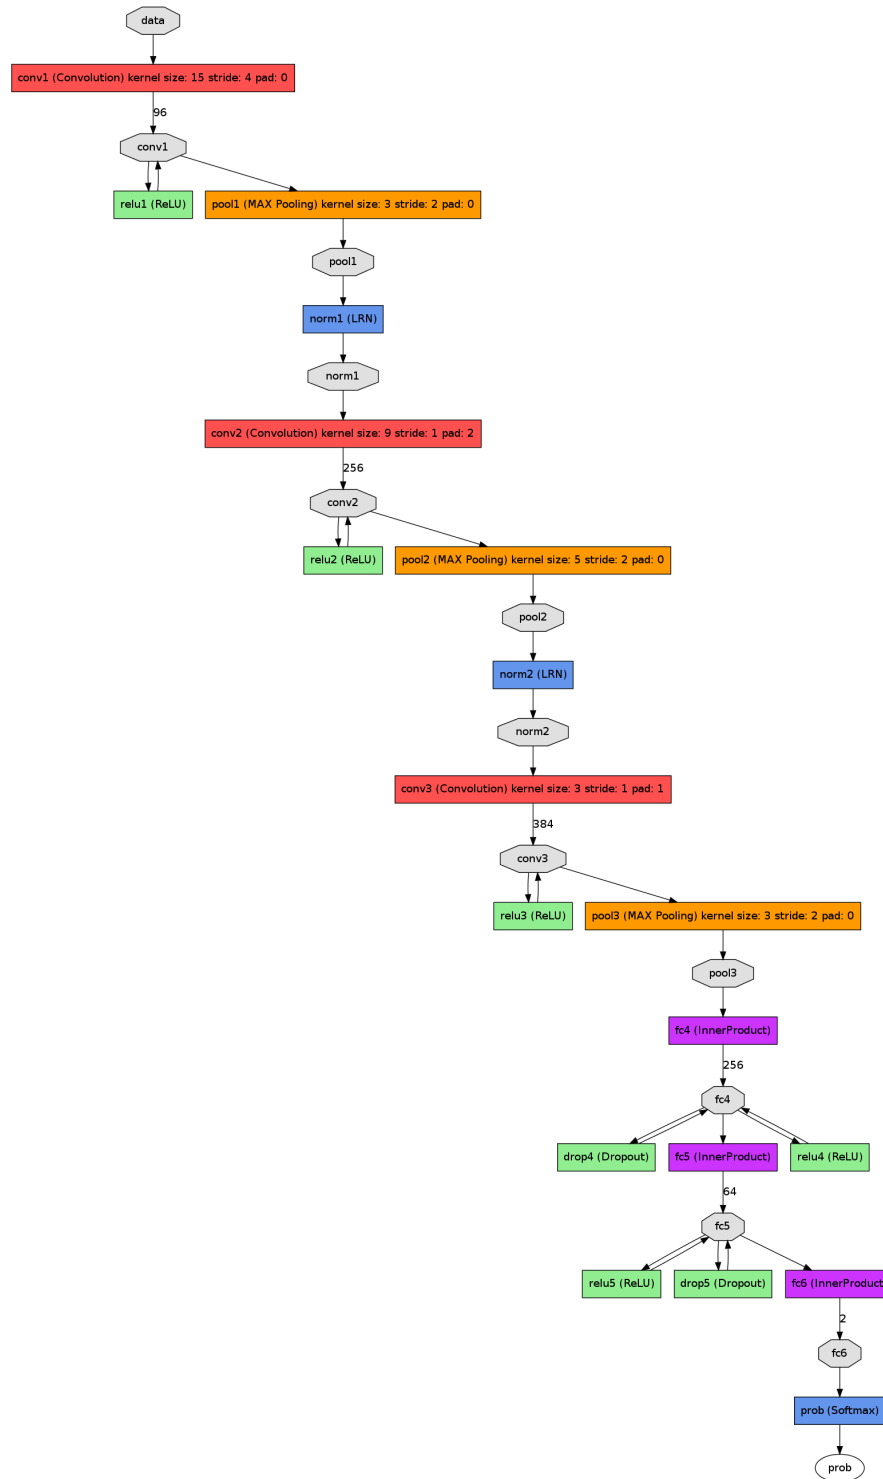 data
conv1 (Convolution) kernel size: 15 stride: 4 pad: 0
96
conv1
relu1 (ReLU)
pool1 (MAX Pooling) kernel size: 3 stride: 2 pad: 0
pool1
norm1 (LRN)
norm1
conv2 (Convolution) kernel size: 9 stride: 1 pad: 2
256
conv2
relu2 (ReLU)
pool2 (MAX Pooling) kernel size: 5 stride: 2 pad: 0
pool2
norm2 (LRN)
norm2
conv3 (Convolution) kernel size: 3 stride: 1 pad: 1
384
conv3
relu3 (ReLU)
pool3 (MAX Pooling) kernel size: 3 stride: 2 pad: 0
pool3
fc4 (InnerProduct)
256
fc4
drop4 (Dropout)
fc5 (InnerProduct)
relu4 (ReLU)
64
fc5
relu5 (ReLU)
drop5 (Dropout)
fc6 (InnerProduct
2
fc6
prob (Softmax)
prob